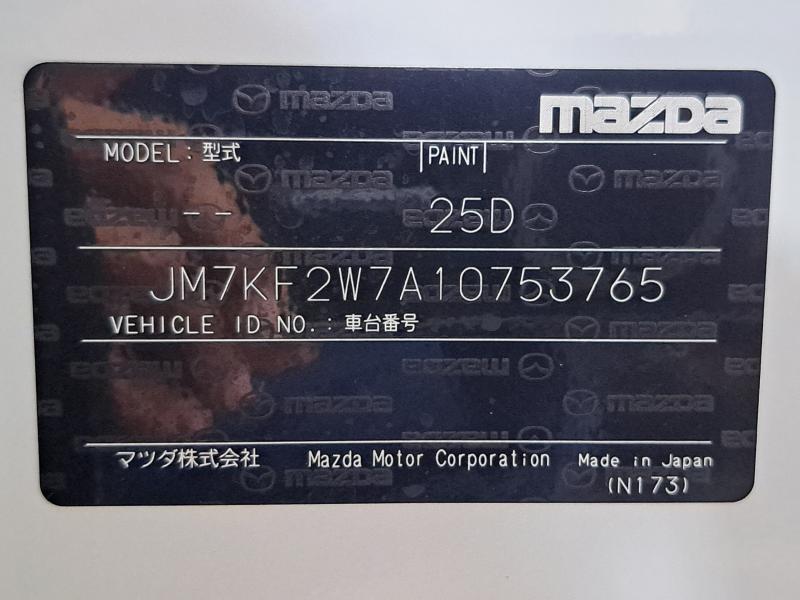 mazda
MODEL : 型式 PAINT
-- 25D
JM7KF2W7A10753765
VEHICLE ID NO. : 車台番号
マツダ株式会社 Mazda Motor Corporation Made in Japan
(N173)